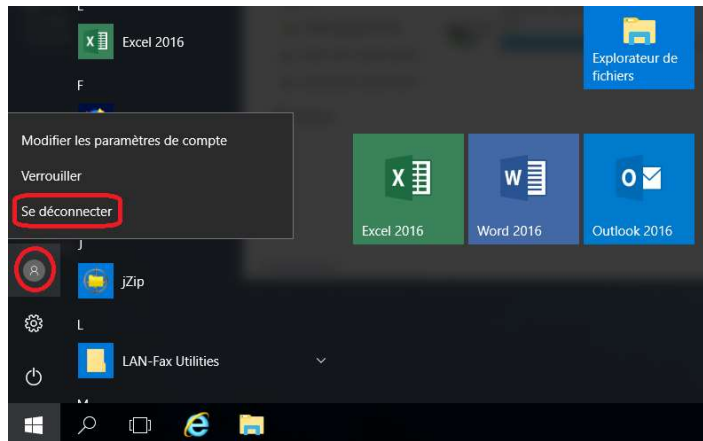 Excel 2016
F
Modifier les paramètres de compte
Verrouiller
Se déconnecter
J
jZip
L
LAN-Fax Utilities
Explorateur de
fichiers
Excel 2016
Word 2016
Outlook 2016